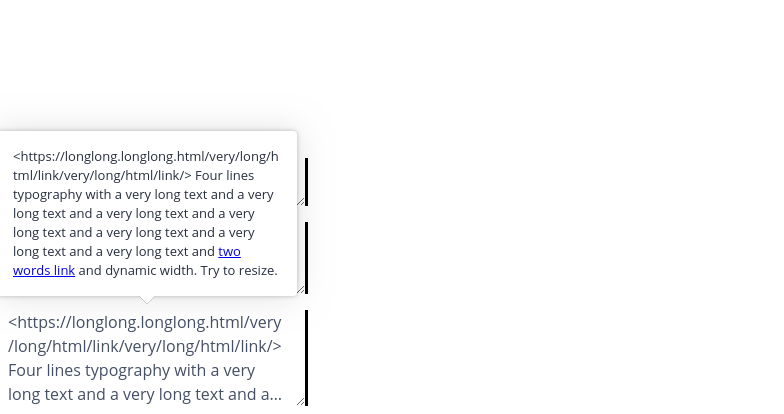 <https://longlong.longlong.html/very/long/h
tml/link/very/long/html/link/> Four lines
typography with a very long text and a very
long text and a very long text and a very
long text and a very long text and a very
long text and a very long text and two
words link and dynamic width. Try to resize.
<https://longlong.longlong.html/very
/long/html/link/very/long/html/link/>
Four lines typography with a very
long text and a very long text and a...